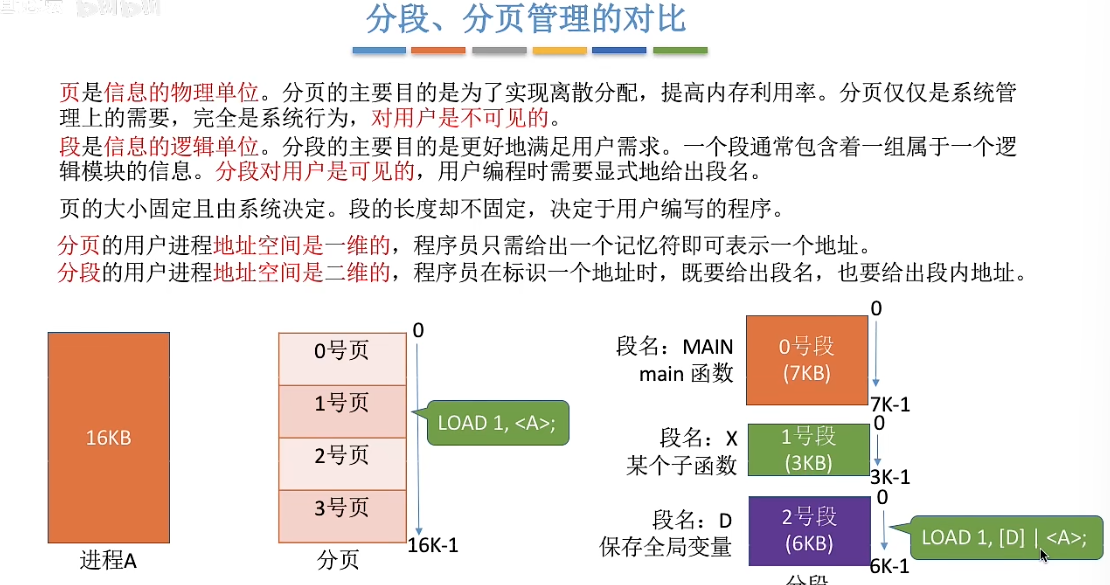 分段、分页管理的对比
页是信息的物理单位。分页的主要目的是为了实现离散分配，提高内存利用率。分页仅仅是系统管
理上的需要，完全是系统行为，对用户是不可见的。
段是信息的逻辑单位。分段的主要目的是更好地满足用户需求。一个段通常包含着一组属于一个逻
辑模块的信息。分段对用户是可见的，用户编程时需要显式地给出段名。
页的大小固定且由系统决定。段的长度却不固定，决定于用户编写的程序。
分页的用户进程地址空间是一维的，程序员只需给出一个记忆符即可表示一个地址。
分段的用户进程地址空间是二维的，程序员在标识一个地址时，既要给出段名，也要给出段内地址。
16KB
进程A
0号页
1号页
2号页
3号页
0
LOAD 1, <A>;
16K-1
分页
段名：MAIN
main 函数
0号段
(7KB)
0
7K-1
段名：X
某个子函数
1号段
(3KB)
0
3K-1
段名：D
保存全局变量
2号段
(6KB)
0
LOAD 1, [D] | <A>;
6K-1
分段